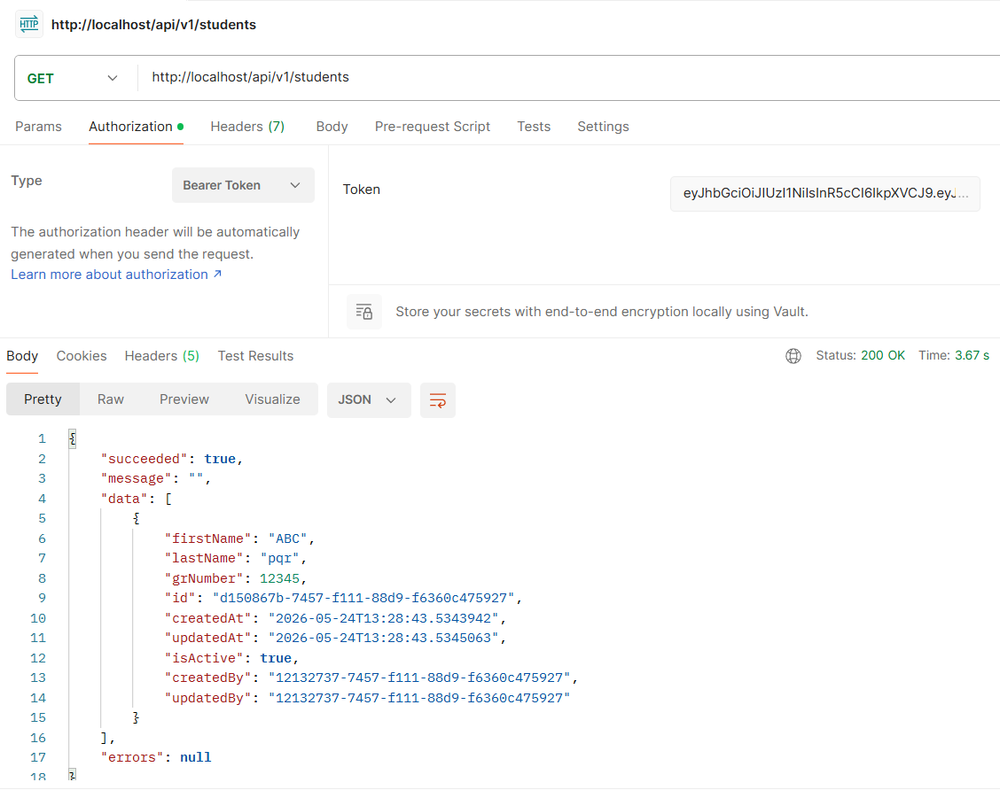 HTTP http://localhost/api/v1/students
GET http://localhost/api/v1/students
Params Authorization Headers (7) Body Pre-request Script Tests Settings
Type Bearer Token
The authorization header will be automatically
generated when you send the request.
Learn more about authorization ↗
Token eyJhbGciOiJIUzI1NiIsInR5cCI6IkpXVCJ9.eyJ...
Store your secrets with end-to-end encryption locally using Vault.
Body Cookies Headers (5) Test Results Status: 200 OK Time: 3.67 s
Pretty Raw Preview Visualize JSON
1 {
2 "succeeded": true,
3 "message": "",
4 "data": [
5 {
6 "firstName": "ABC",
7 "lastName": "pqr",
8 "grNumber": 12345,
9 "id": "d150867b-7457-f111-88d9-f6360c475927",
10 "createdAt": "2026-05-24T13:28:43.5343942",
11 "updatedAt": "2026-05-24T13:28:43.5345063",
12 "isActive": true,
13 "createdBy": "12132737-7457-f111-88d9-f6360c475927",
14 "updatedBy": "12132737-7457-f111-88d9-f6360c475927"
15 }
16 ],
17 "errors": null
18 }